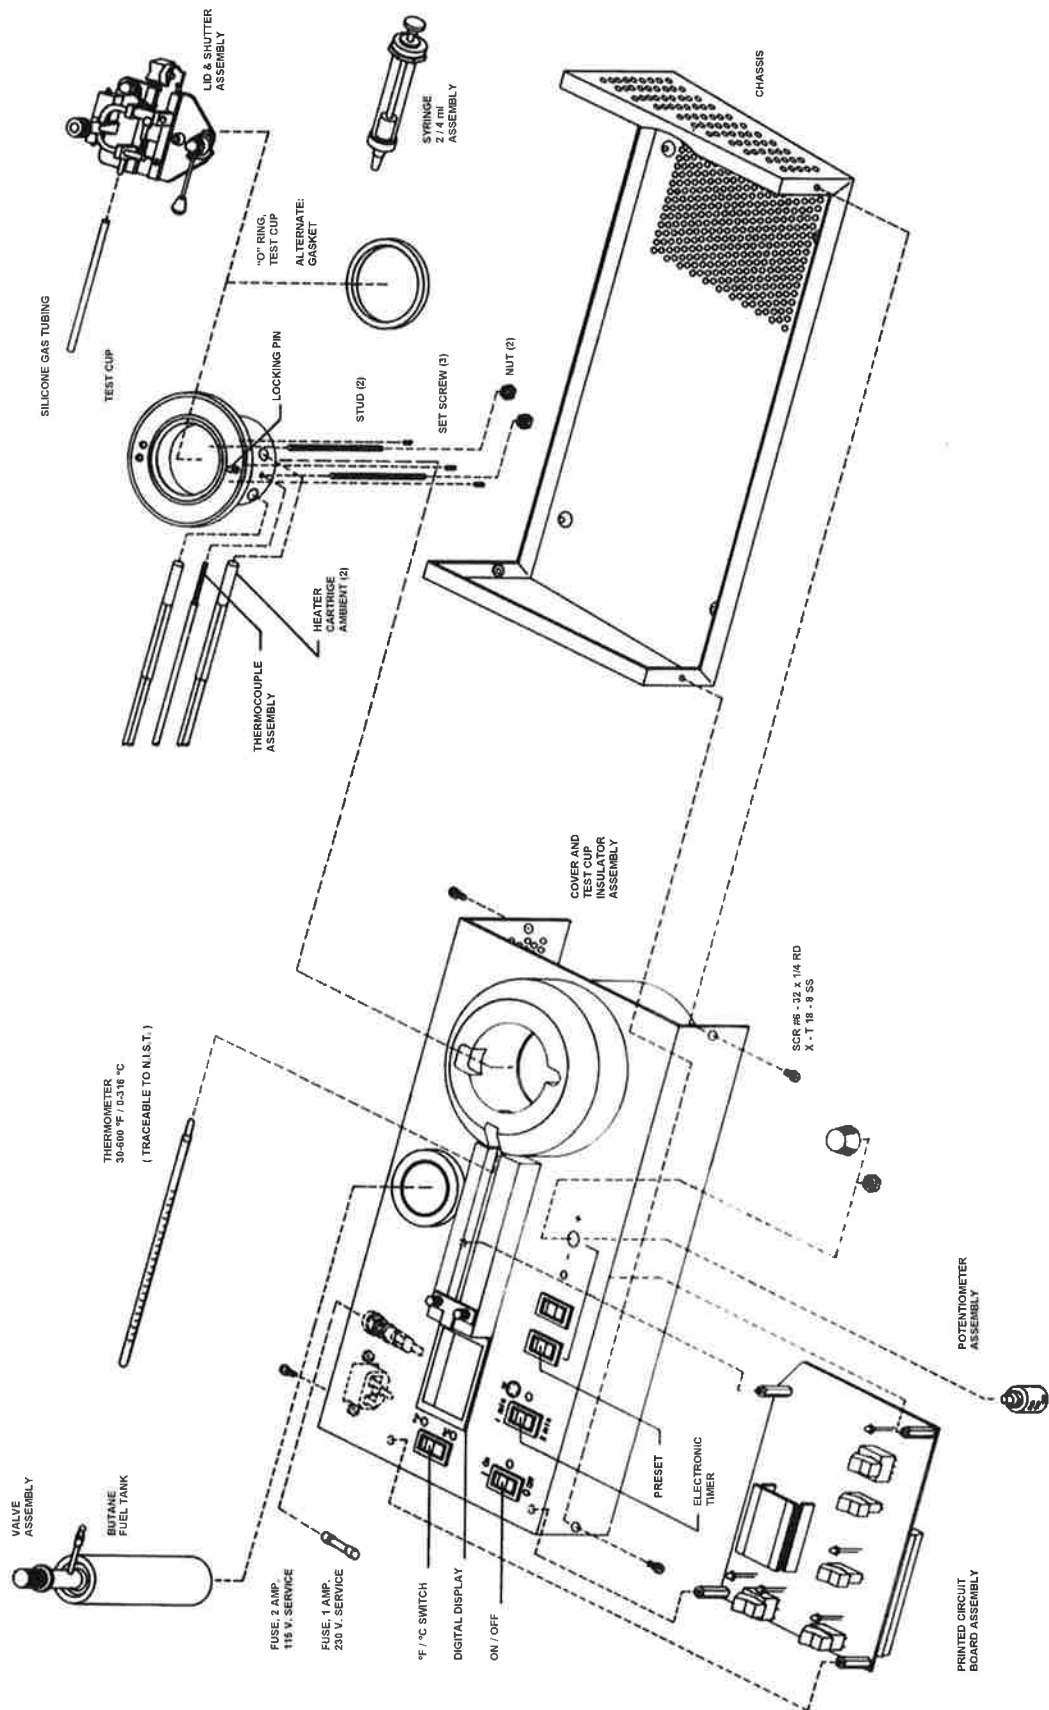 VALVE
ASSEMBLY
BUTANE
FUEL TANK
FUSE, 2 AMP.
115 V. SERVICE
FUSE, 1 AMP.
230 V. SERVICE
°F / °C SWITCH
DIGITAL DISPLAY
ON / OFF
THERMOMETER
30-600 °F / 0-316 °C
( TRACEABLE TO N.I.S.T. )
PRESET
ELECTRONIC
TIMER
PRINTED CIRCUIT
BOARD ASSEMBLY
POTENTIOMETER
ASSEMBLY
COVER AND
TEST CUP
INSULATOR
ASSEMBLY
SCR #6 - 32 x 1/4 RD
X - T 18 - 8 SS
SILICONE GAS TUBING
TEST CUP
LID & SHUTTER
ASSEMBLY
THERMOCOUPLE
ASSEMBLY
HEATER
CARTRIGE
AMBIENT (2)
LOCKING PIN
"O" RING,
TEST CUP
ALTERNATE:
GASKET
STUD (2)
SET SCREW (3)
NUT (2)
SYRINGE
2 / 4 ml
ASSEMBLY
CHASSIS